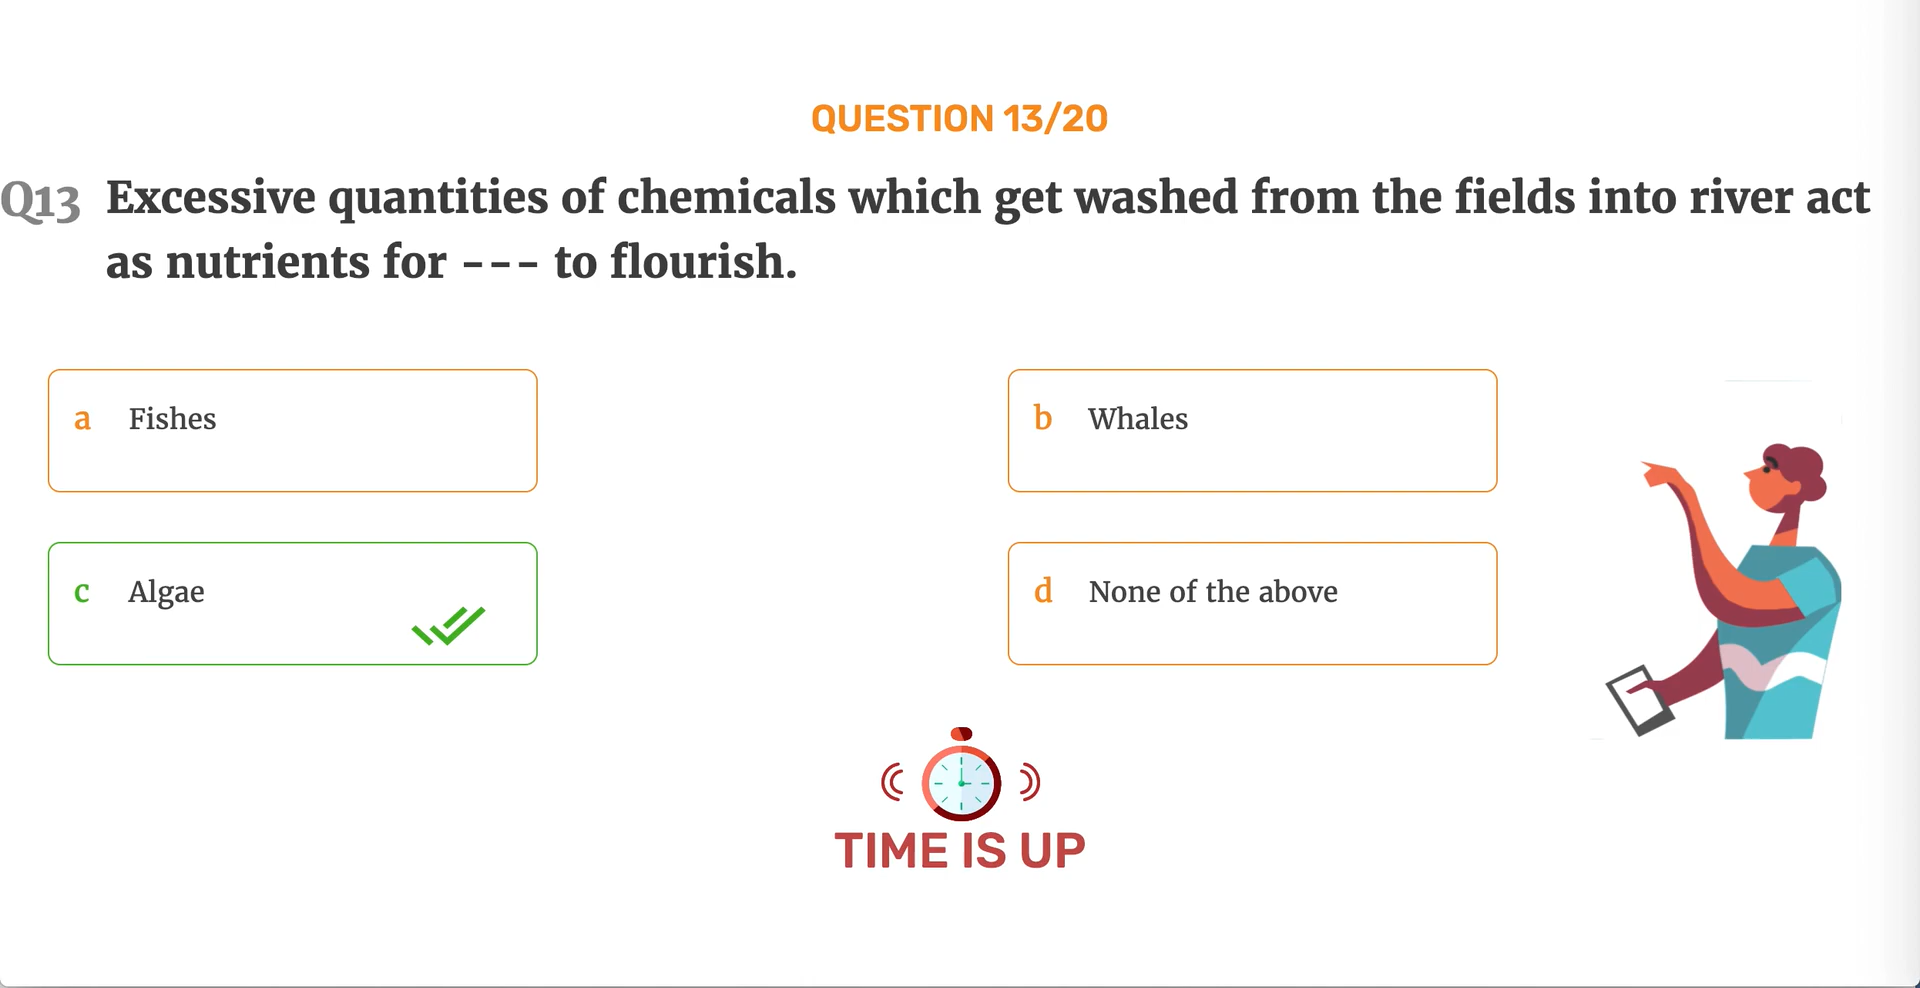 QUESTION 13/20
Q13 Excessive quantities of chemicals which get washed from the fields into river act
as nutrients for --- to flourish.
a Fishes
b Whales
c Algae
d None of the above
TIME IS UP